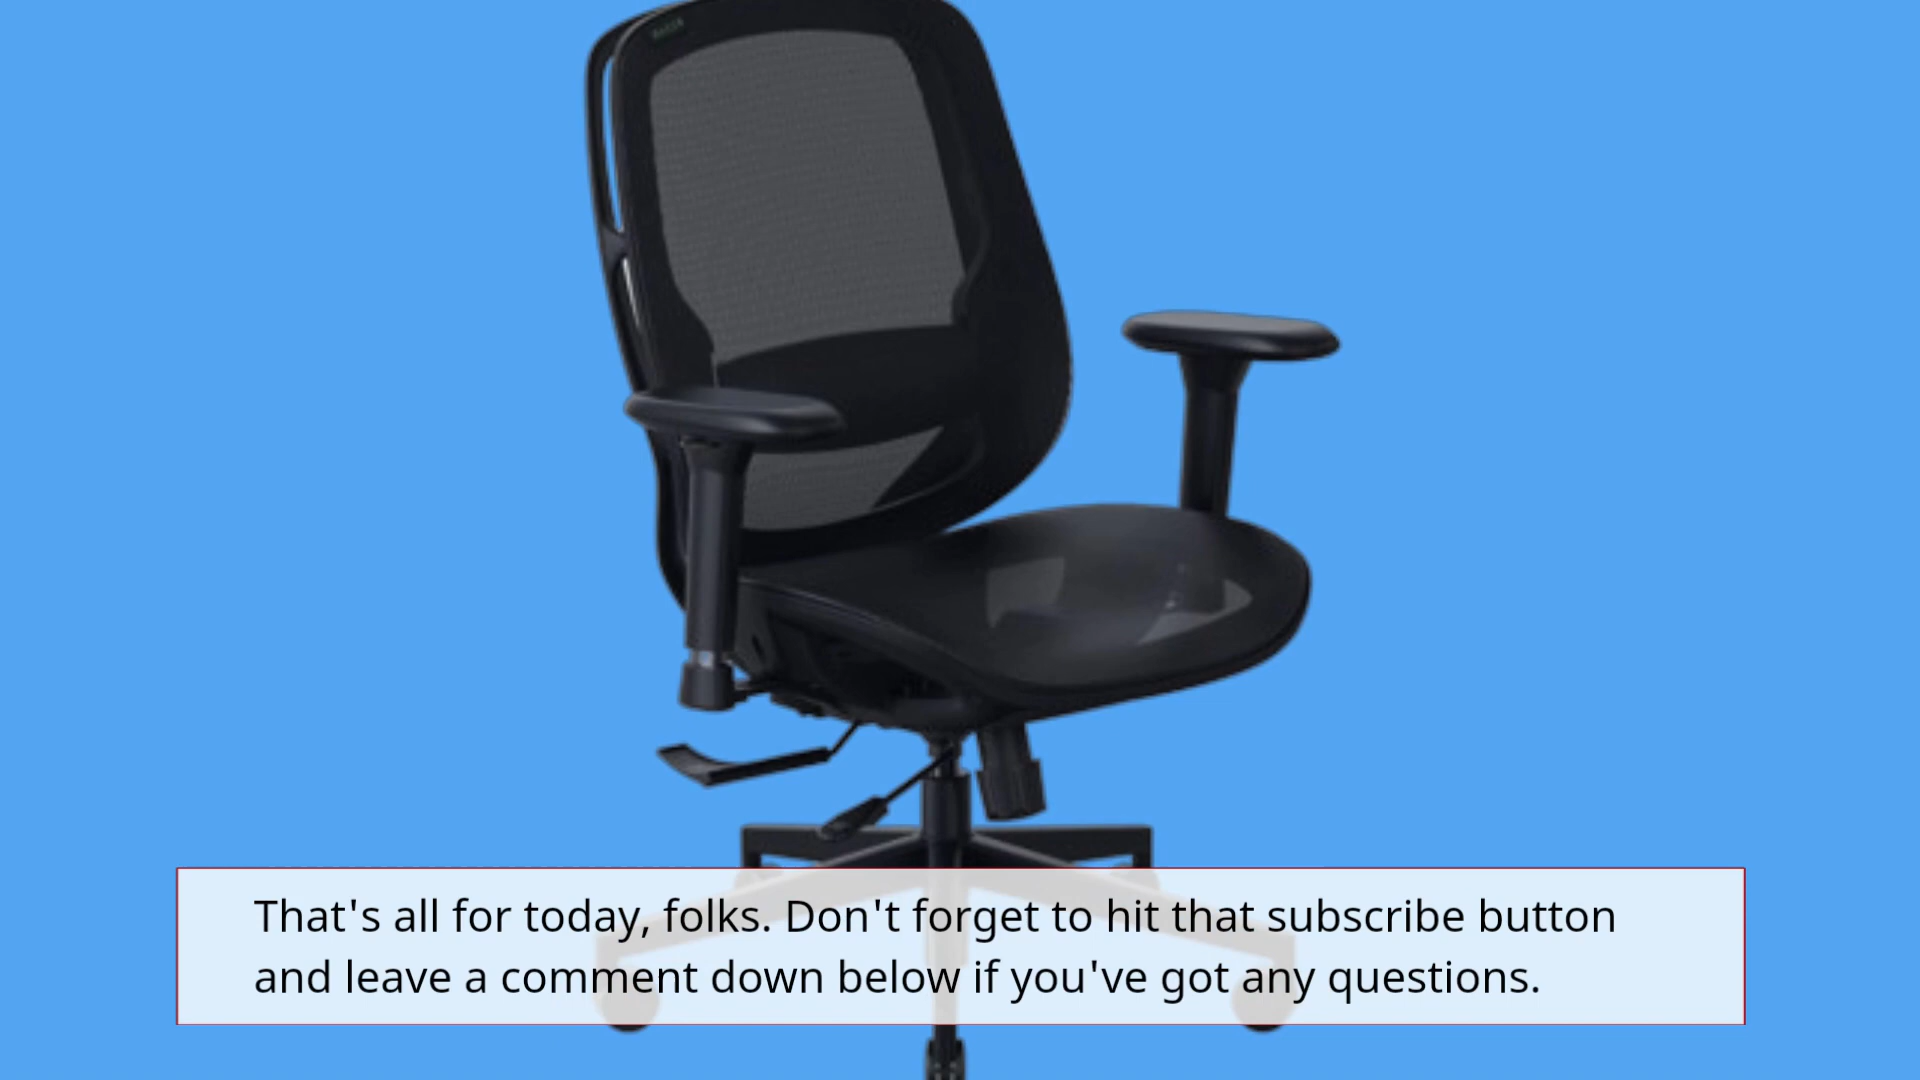 That's all for today, folks. Don't forget to hit that subscribe button
and leave a comment down below if you've got any questions.